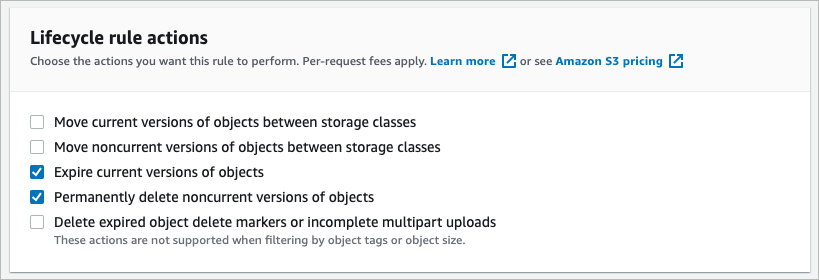 Lifecycle rule actions
Choose the actions you want this rule to perform. Per-request fees apply. Learn more or see Amazon S3 pricing
Move current versions of objects between storage classes
Move noncurrent versions of objects between storage classes
Expire current versions of objects
Permanently delete noncurrent versions of objects
Delete expired object delete markers or incomplete multipart uploads
These actions are not supported when filtering by object tags or object size.